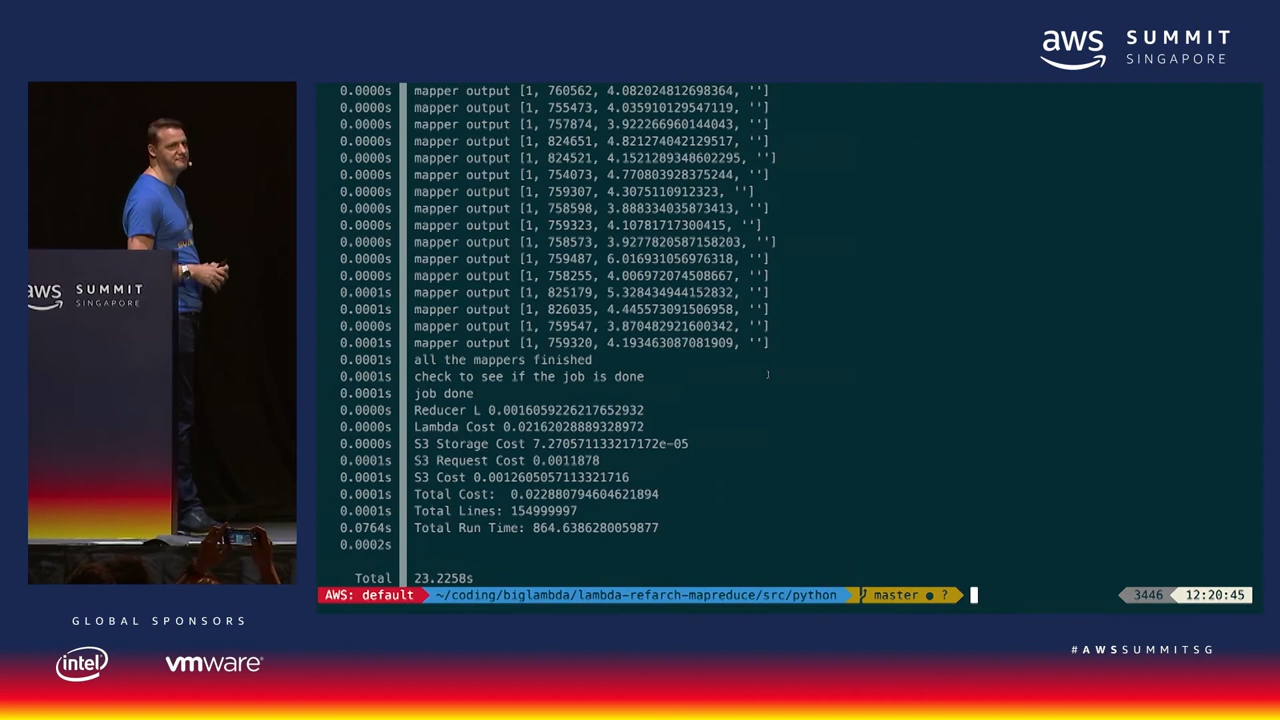 aws SUMMIT
SINGAPORE
0.0000s mapper output [1, 760562, 4.082024812698364, '']
0.0000s mapper output [1, 755473, 4.035910129547119, '']
0.0000s mapper output [1, 757874, 3.922266960144043, '']
0.0000s mapper output [1, 824651, 4.821274042129517, '']
0.0000s mapper output [1, 824521, 4.1521289348602295, '']
0.0000s mapper output [1, 754073, 4.770803928375244, '']
0.0000s mapper output [1, 759307, 4.3075110912323, '']
0.0000s mapper output [1, 758598, 3.888334035873413, '']
0.0000s mapper output [1, 759323, 4.10781717300415, '']
0.0000s mapper output [1, 758573, 3.9277820587158203, '']
0.0000s mapper output [1, 759487, 6.016931056976318, '']
0.0000s mapper output [1, 758255, 4.006972074508667, '']
0.0001s mapper output [1, 825179, 5.328434944152832, '']
0.0001s mapper output [1, 826035, 4.445573091506958, '']
0.0001s mapper output [1, 759547, 3.870482921600342, '']
0.0001s mapper output [1, 759320, 4.193463087081909, '']
0.0001s all the mappers finished
0.0001s check to see if the job is done
0.0001s job done
0.0000s Reducer L 0.0016059226217652932
0.0000s Lambda Cost 0.02162028889328972
0.0000s S3 Storage Cost 7.270571133217172e-05
0.0001s S3 Request Cost 0.0011878
0.0001s S3 Cost 0.0012605057113321716
0.0001s Total Cost:  0.022880794604621894
0.0001s Total Lines: 154999997
0.0764s Total Run Time: 864.6386280059877
0.0002s
Total 23.2258s
AWS: default ~/coding/biglambda/lambda-refarch-mapreduce/src/python master ● ? 3446 12:20:45
aws SUMMIT
SINGAPORE
GLOBAL SPONSORS
intel vmware
#AWSSUMMITSG